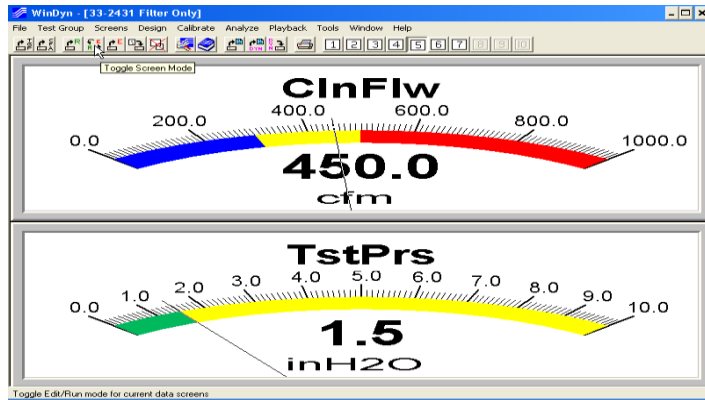 WinDyn - [33-2431 Filter Only]
File Test Group Screens Design Calibrate Analyze Playback Tools Window Help
1 2 3 4 5 6 7 8 9 10
Toggle Screen Mode
ClnFlw
0.0 200.0 400.0 600.0 800.0 1000.0
450.0
cfm
TstPrs
0.0 1.0 2.0 3.0 4.0 5.0 6.0 7.0 8.0 9.0 10.0
1.5
inH2O
Toggle Edit/Run mode for current data screens